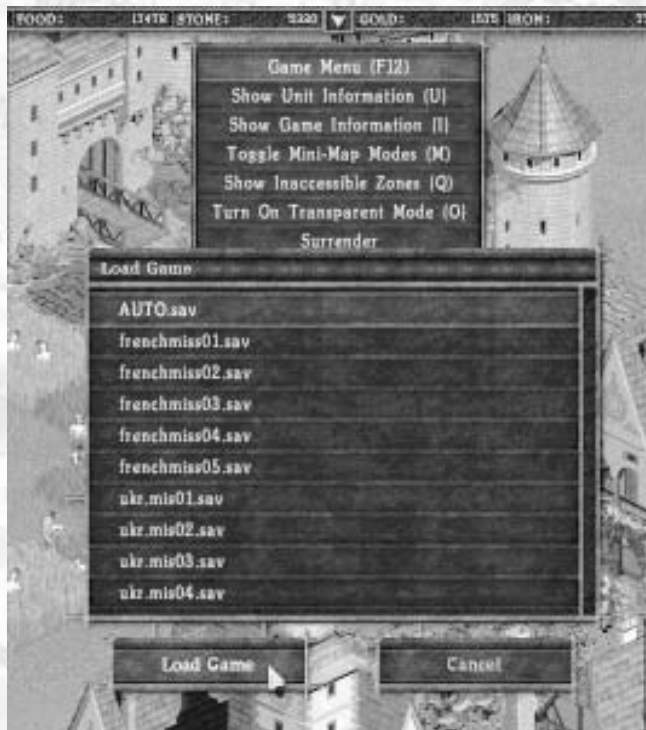 FOOD: 13478 STONE: GOLD: 1575 IRON:
Game Menu (F12)
Show Unit Information (U)
Show Game Information (I)
Toggle Mini-Map Modes (M)
Show Inaccessible Zones (Q)
Turn On Transparent Mode (O)
Surrender
Load Game
AUTO.sav
frenchmiss01.sav
frenchmiss02.sav
frenchmiss03.sav
frenchmiss04.sav
frenchmiss05.sav
ukr.mis01.sav
ukr.mis02.sav
ukr.mis03.sav
ukr.mis04.sav
Load Game Cancel